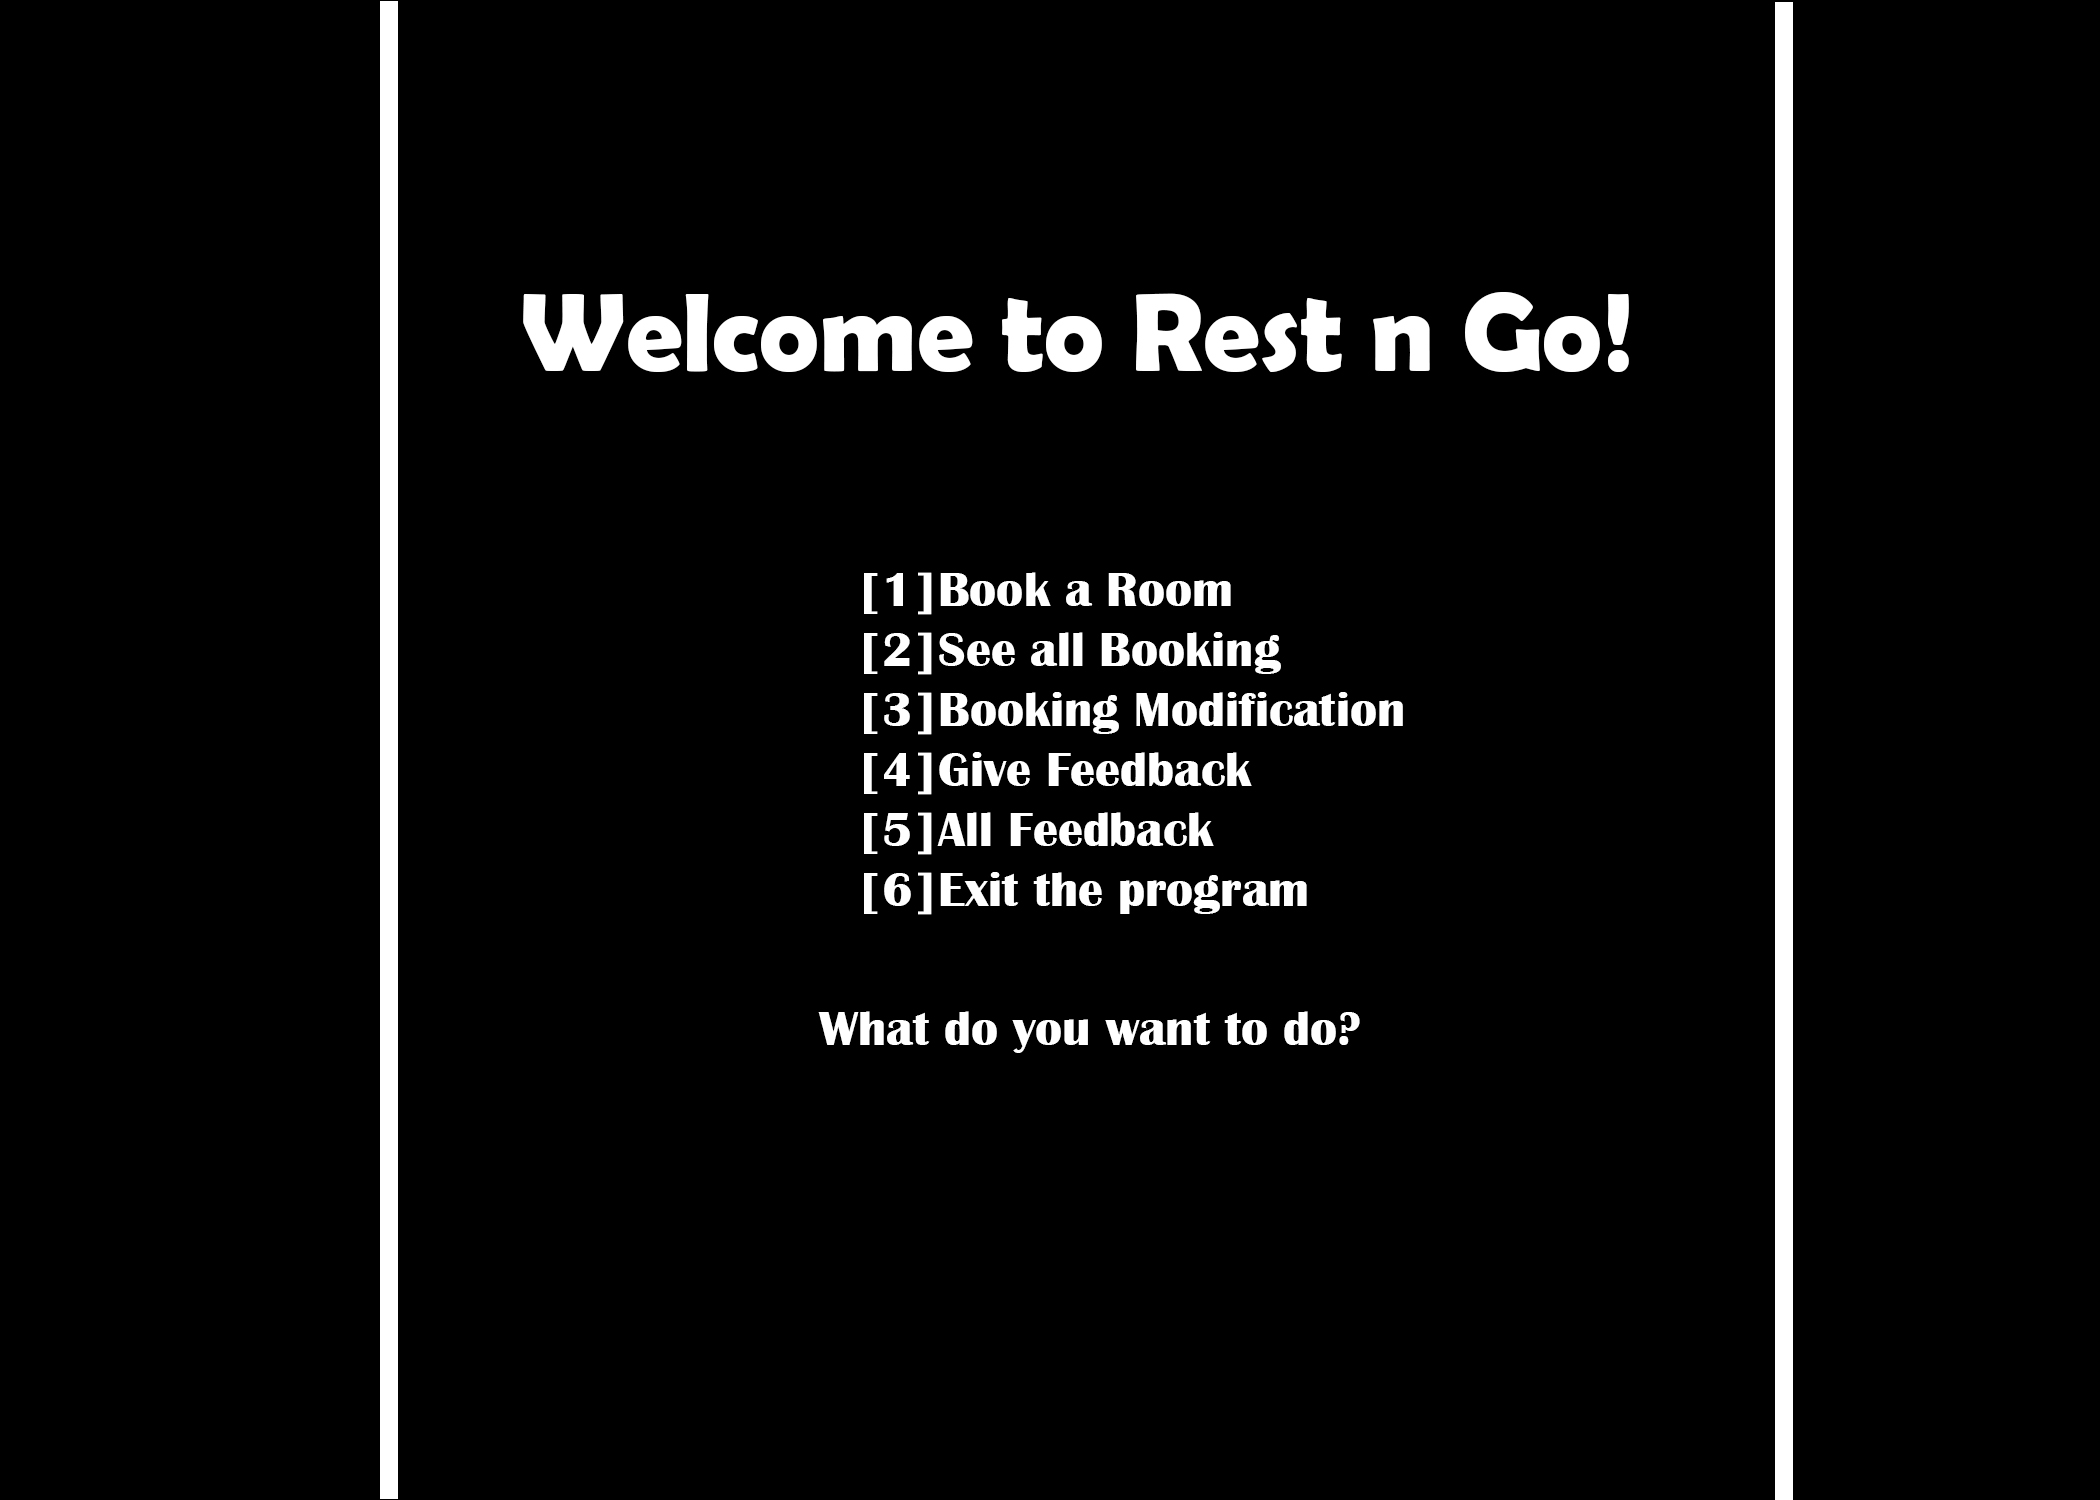 Welcome to Rest n Go!
[1]Book a Room
[2]See all Booking
[3]Booking Modification
[4]Give Feedback
[5]All Feedback
[6]Exit the program
What do you want to do?